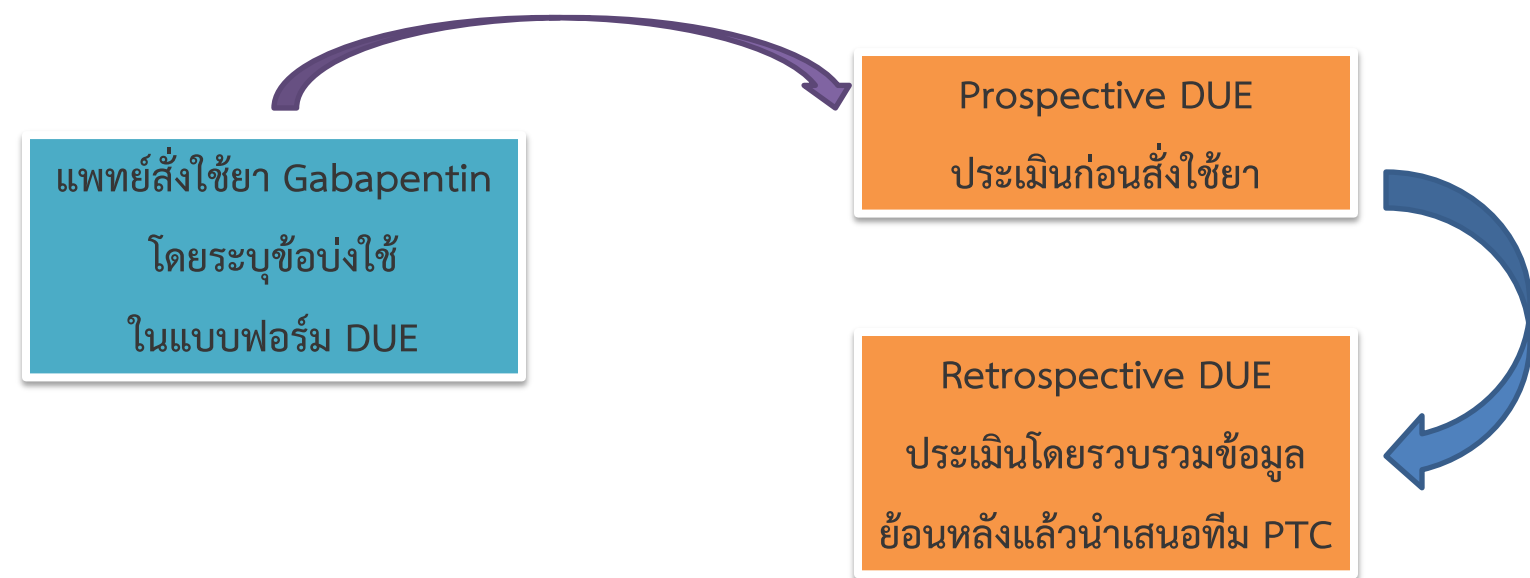 แพทย์สั่งใช้ยา Gabapentin
โดยระบุข้อบ่งใช้
ในแบบฟอร์ม DUE
Prospective DUE
ประเมินก่อนสั่งใช้ยา
Retrospective DUE
ประเมินโดยรวบรวมข้อมูล
ย้อนหลังแล้วนำเสนอทีม PTC